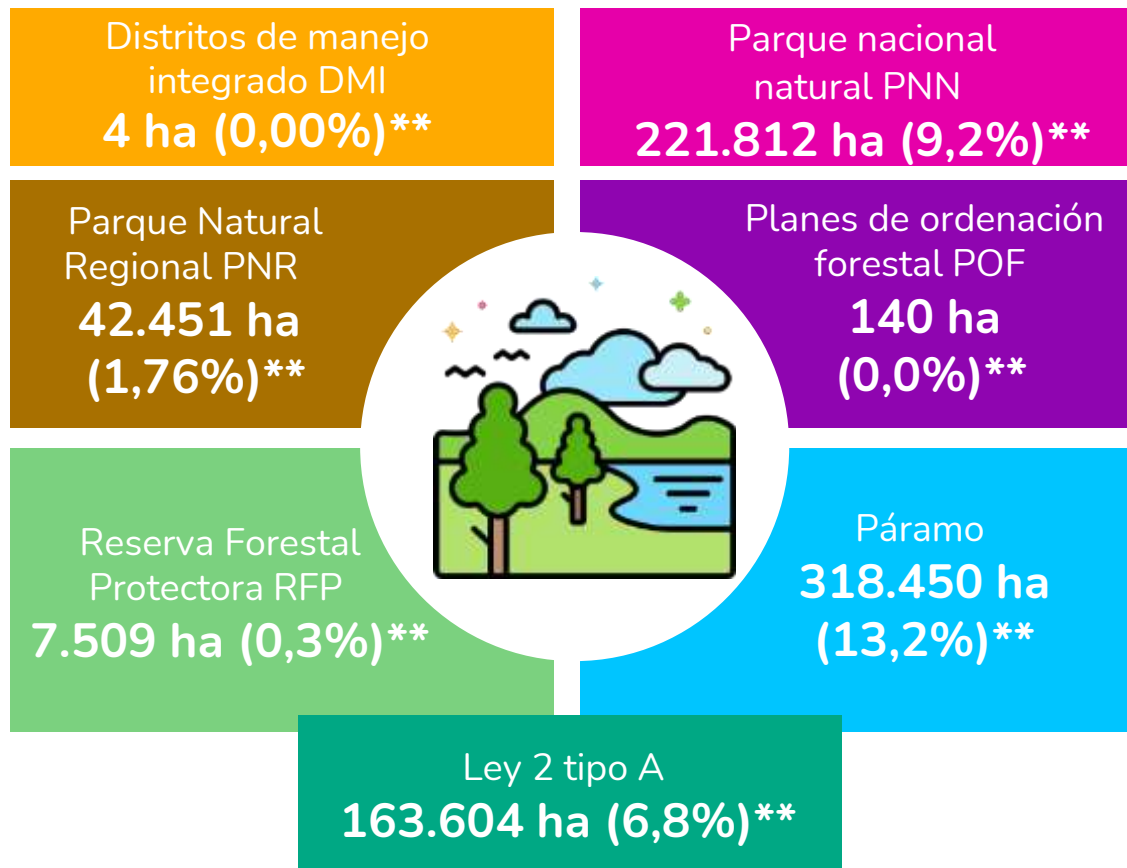 Distritos de manejo
integrado DMI
4 ha (0,00%)**
Parque nacional
natural PNN
221.812 ha (9,2%)**
Parque Natural
Regional PNR
42.451 ha
(1,76%)**
Planes de ordenación
forestal POF
140 ha
(0,0%)**
Reserva Forestal
Protectora RFP
7.509 ha (0,3%)**
Páramo
318.450 ha
(13,2%)**
Ley 2 tipo A
163.604 ha (6,8%)**